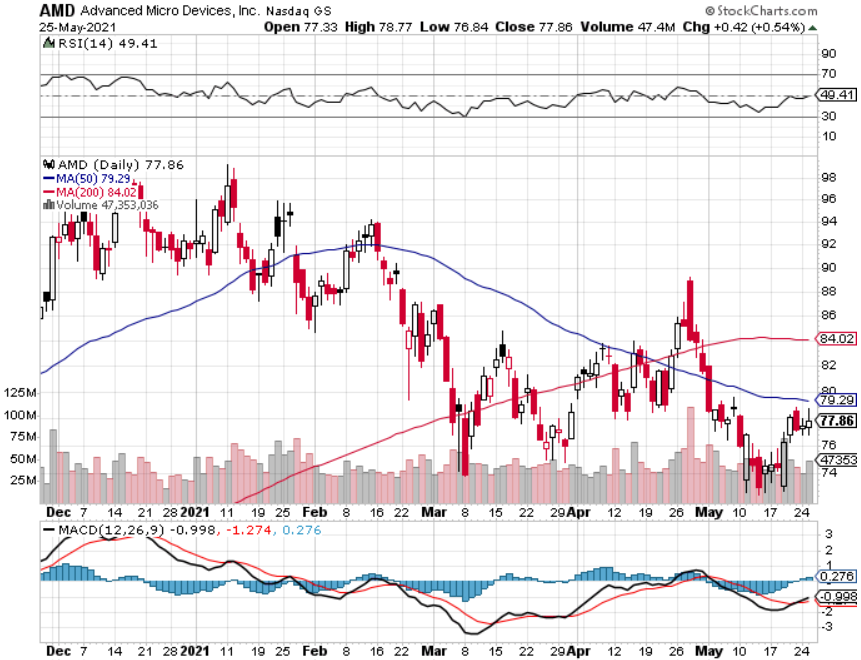 AMD Advanced Micro Devices, Inc. Nasdaq GS
© StockCharts.com
25-May-2021
Open 77.33 High 78.77 Low 76.84 Close 77.86 Volume 47.4M Chg +0.42 (+0.54%)
RSI(14) 49.41
90
70
49.41
30
10
AMD (Daily) 77.86
MA(50) 79.29
MA(200) 84.02
Volume 47,353,036
98
96
94
92
90
88
86
84.02
82
80
79.29
77.86
76
47353
74
125M
100M
75M
50M
25M
Dec 7 14 21 28 2021 11 19 25 Feb 8 16 22 Mar 8 15 22 29 Apr 12 19 26 May 10 17 24
MACD(12,26,9) -0.998, -1.274, 0.276
3
2
1
0.276
-0.998
-2
-3
Dec 7 14 21 28 2021 11 19 25 Feb 8 16 22 Mar 8 15 22 29 Apr 12 19 26 May 10 17 24